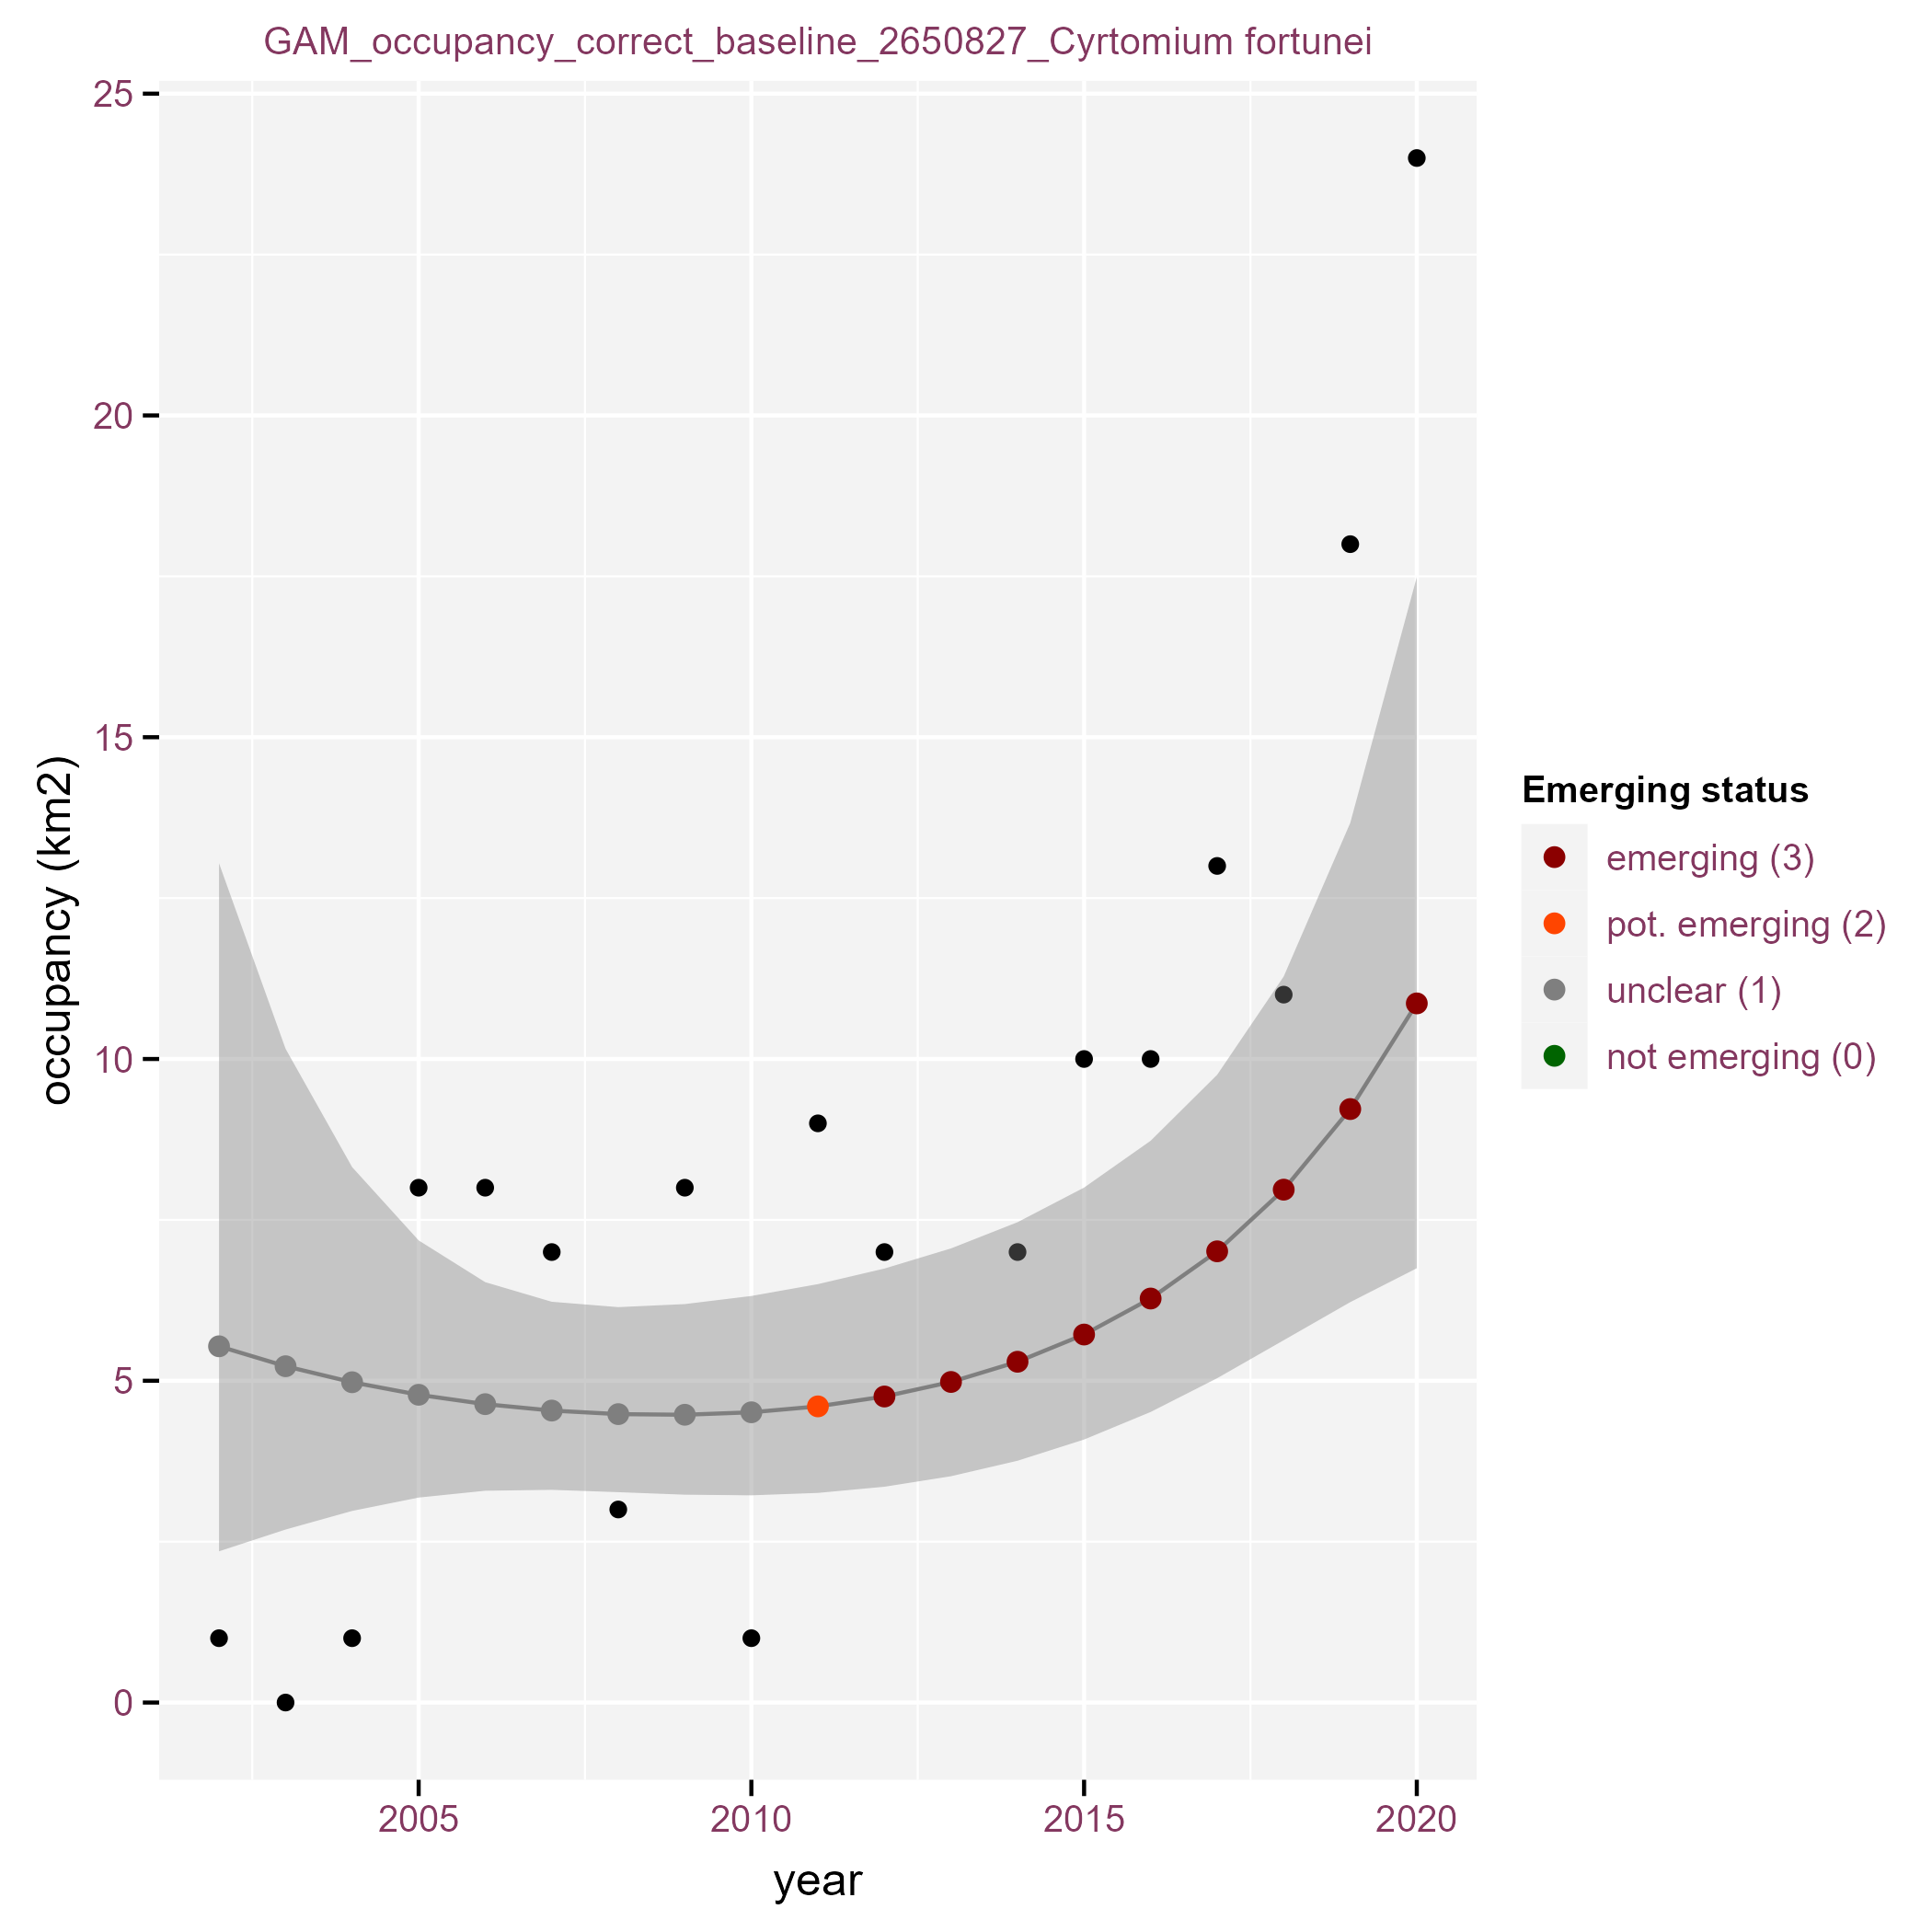 GAM_occupancy_correct_baseline_2650827_Cyrtomium fortunei
25
20
15
10
5
0
occupancy (km2)
2005
2010
2015
2020
year
Emerging status
emerging (3)
pot. emerging (2)
unclear (1)
not emerging (0)